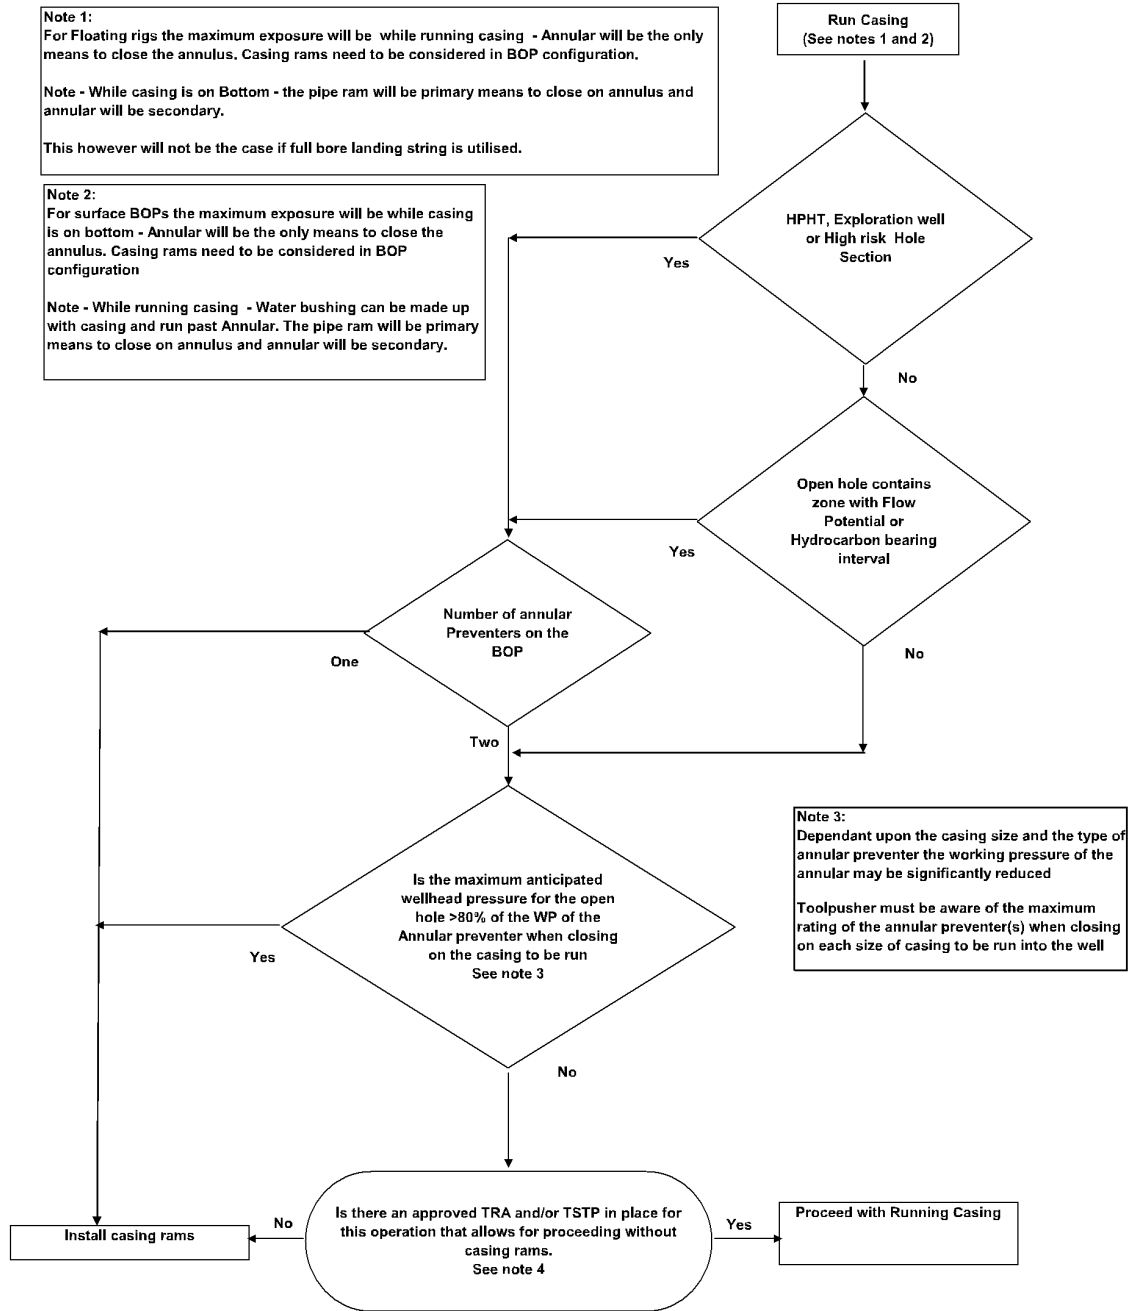 Note 1:
For Floating rigs the maximum exposure will be while running casing - Annular will be the only
means to close the annulus. Casing rams need to be considered in BOP configuration.
Note - While casing is on Bottom - the pipe ram will be primary means to close on annulus and
annular will be secondary.
This however will not be the case if full bore landing string is utilised.
Run Casing
(See notes 1 and 2)
Note 2:
For surface BOPs the maximum exposure will be while casing
is on bottom - Annular will be the only means to close the
annulus. Casing rams need to be considered in BOP
configuration
Note - While running casing - Water bushing can be made up
with casing and run past Annular. The pipe ram will be primary
means to close on annulus and annular will be secondary.
HPHT, Exploration well
or High risk Hole
Section
Yes
No
Open hole contains
zone with Flow
Potential or
Hydrocarbon bearing
interval
Yes
No
Number of annular
Preventers on the
BOP
One
Two
Note 3:
Dependant upon the casing size and the type of
annular preventer the working pressure of the
annular may be significantly reduced
Toolpusher must be aware of the maximum
rating of the annular preventer(s) when closing
on each size of casing to be run into the well
Is the maximum anticipated
wellhead pressure for the open
hole >80% of the WP of the
Annular preventer when closing
on the casing to be run
See note 3
Yes
No
Is there an approved TRA and/or TSTP in place for
this operation that allows for proceeding without
casing rams.
See note 4
No
Yes
Install casing rams
Proceed with Running Casing